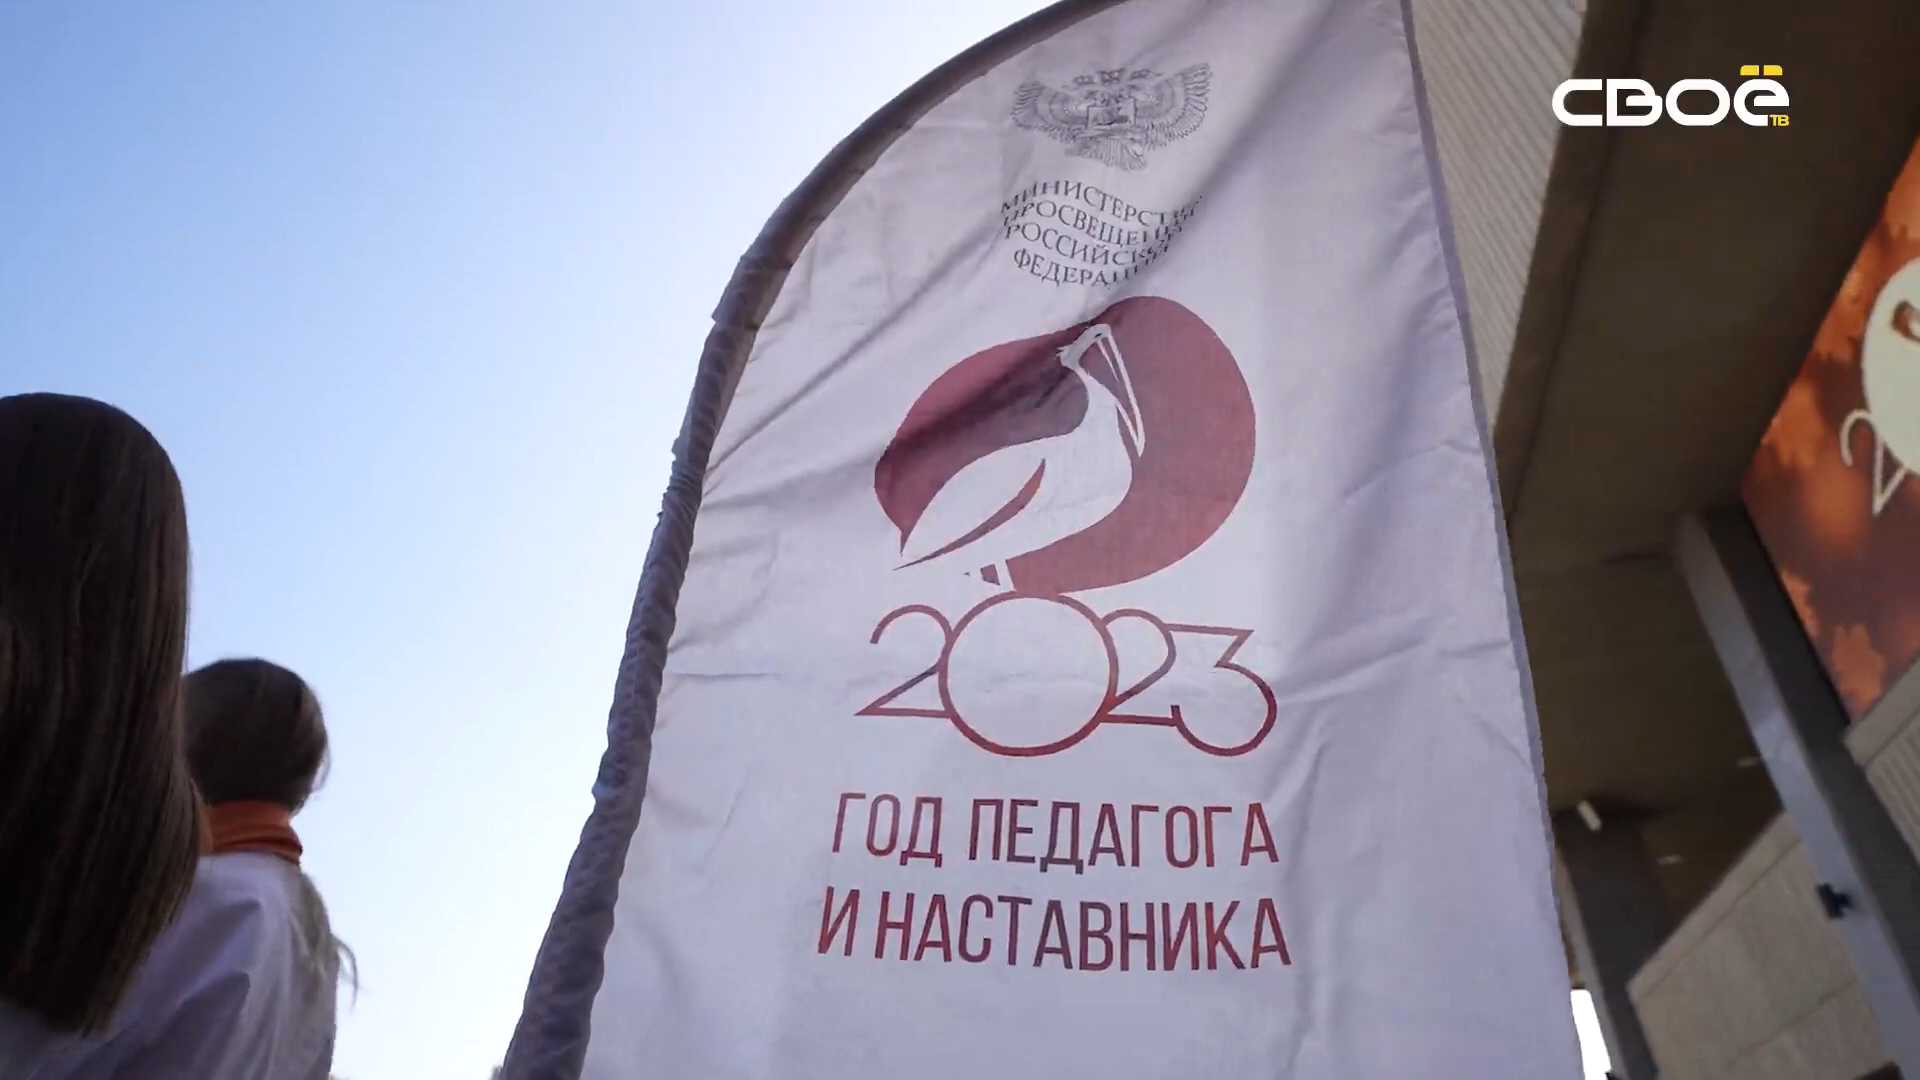 СВОЁ
ТВ
МИНИСТЕРСТВО
ПРОСВЕЩЕНИЯ
РОССИЙСКОЙ
ФЕДЕРАЦИИ
2023
ГОД ПЕДАГОГА
И НАСТАВНИКА